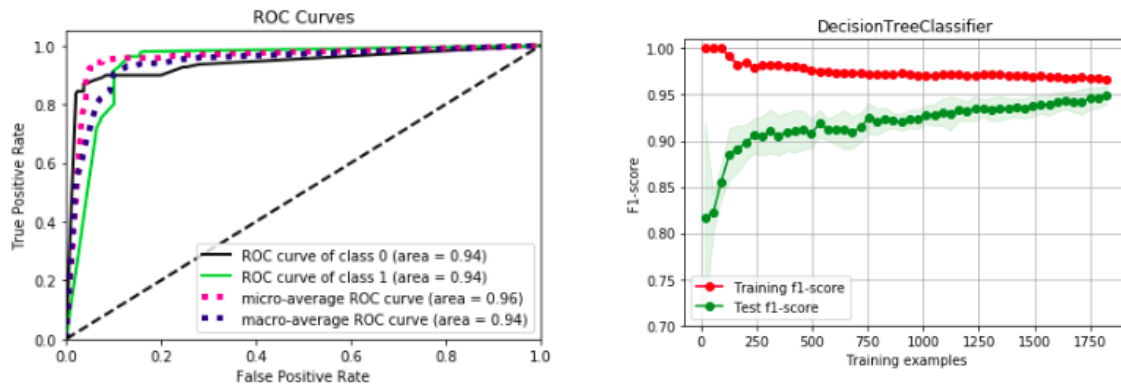 ROC Curves
True Positive Rate
1.0
0.8
0.6
0.4
0.2
0.0
ROC curve of class 0 (area = 0.94)
ROC curve of class 1 (area = 0.94)
micro-average ROC curve (area = 0.96)
macro-average ROC curve (area = 0.94)
0.0 0.2 0.4 0.6 0.8 1.0
False Positive Rate
DecisionTreeClassifier
F1-score
1.00
0.95
0.90
0.85
0.80
0.75
0.70
Training f1-score
Test f1-score
0 250 500 750 1000 1250 1500 1750
Training examples